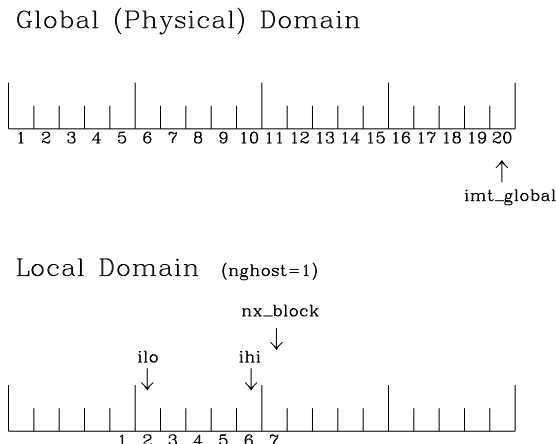 Global (Physical) Domain
1 2 3 4 5 6 7 8 9 10 11 12 13 14 15 16 17 18 19 20
imt_global
Local Domain (nghost=1)
nx_block
ilo ihi
1 2 3 4 5 6 7